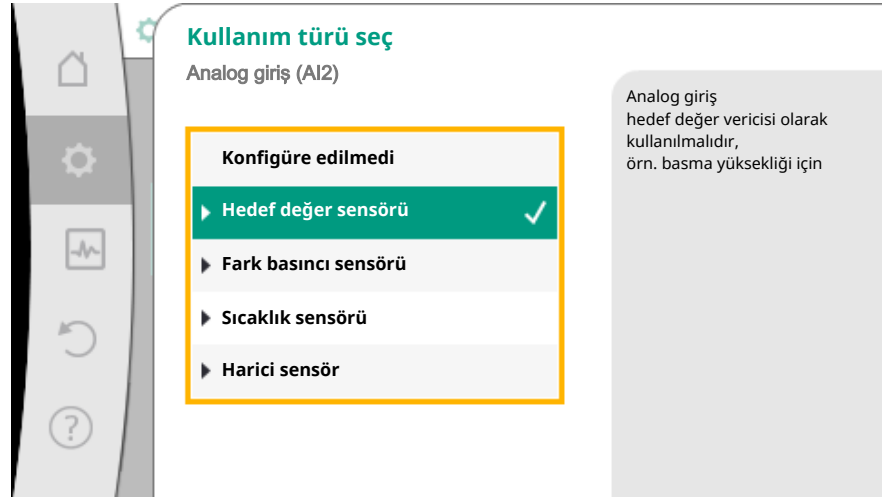 Kullanım türü seç
Analog giriş (AI2)
Konfigüre edilmedi
Hedef değer sensörü
Fark basıncı sensörü
Sıcaklık sensörü
Harici sensör
Analog giriş
hedef değer vericisi olarak
kullanılmalıdır,
örn. basma yüksekliği için
?